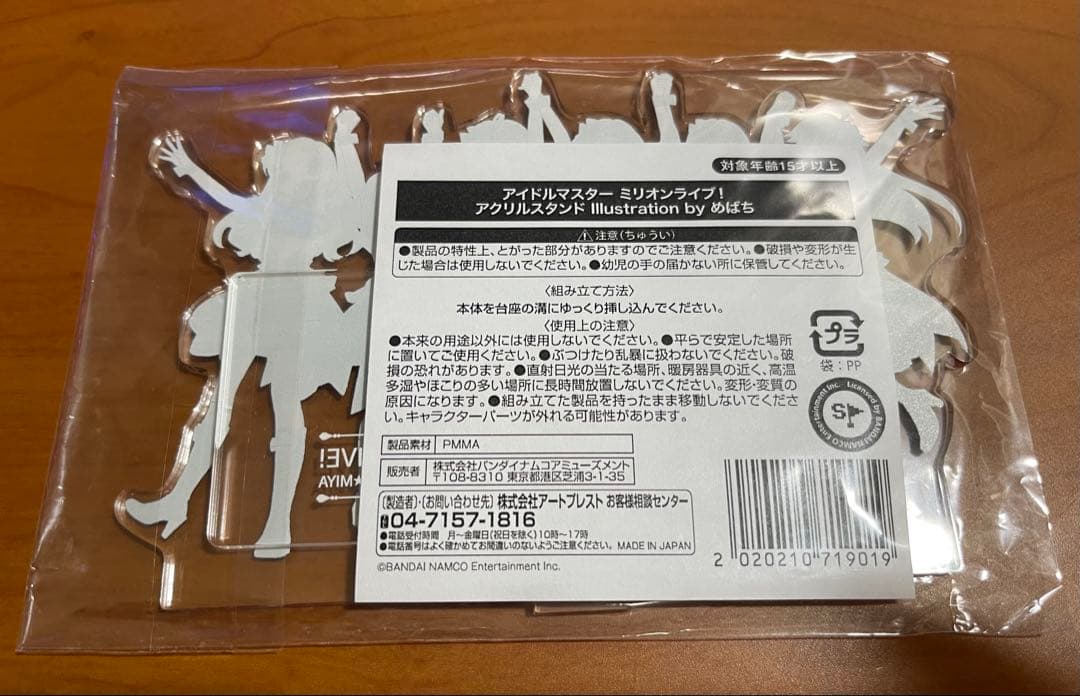 対象年齢15才以上
アイドルマスター ミリオンライブ!
アクリルスタンド Illustration by めばち
⚠注意(ちゅうい)
●製品の特性上、とがった部分がありますのでご注意ください。●破損や変形が生
じた場合は使用しないでください。●幼児の手の届かない所に保管してください。
〈組み立て方法〉
本体を台座の溝にゆっくり挿し込んでください。
〈使用上の注意〉
●本来の用途以外には使用しないでください。●平らで安定した場所
に置いてご使用ください。●ぶつけたり乱暴に扱わないでください。破
損の恐れがあります。●直射日光の当たる場所、暖房器具の近く、高温
多湿やほこりの多い場所に長時間放置しないでください。変形・変質の
原因になります。●組み立てた製品を持ったまま移動しないでください。
キャラクターパーツが外れる可能性があります。
プラ
袋:PP
Licensed by BANDAI NAMCO Entertainment Inc.
製品素材 PMMA
販売者 株式会社バンダイナムコアミューズメント
〒108-8310 東京都港区芝浦3-1-35
〔製造者〕・〔お問い合わせ先〕 株式会社アートプレスト お客様相談センター
04-7157-1816
●電話受付時間 月〜金曜日(祝日を除く)10時〜17時
●電話番号はよく確かめてお間違いのないようご注意ください。 MADE IN JAPAN
©BANDAI NAMCO Entertainment Inc.
2 020210 719019
IVE!
MIYA